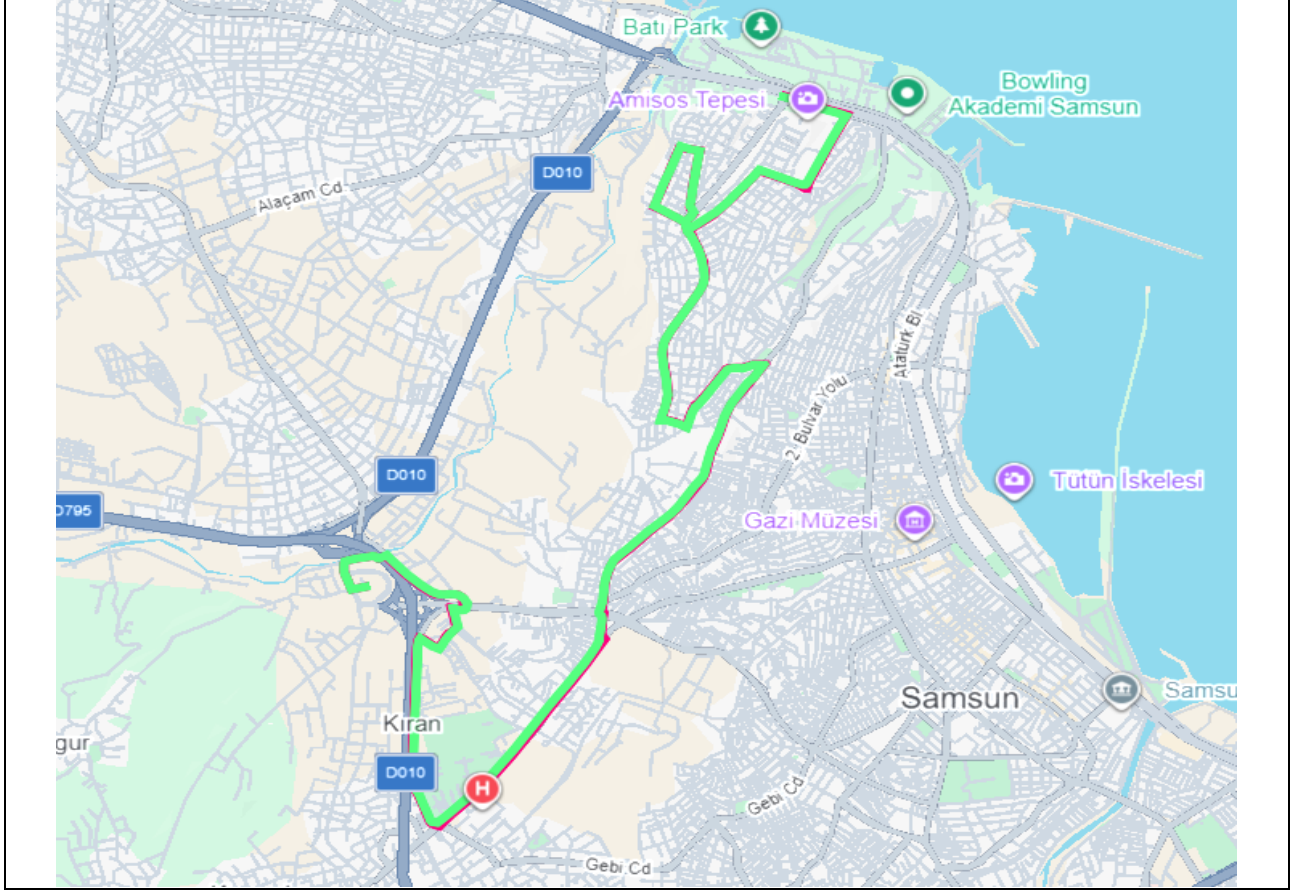 Batı Park
Amisos Tepesi
Bowling
Akademi Samsun
D010
Alaçam Cd
Atatürk Bl
2. Bulvar Yolu
D010
D795
Tütün İskelesi
Gazi Müzesi
Samsun
Samsu
Kıran
gur
D010
H
Gebi Cd
Gebi Cd